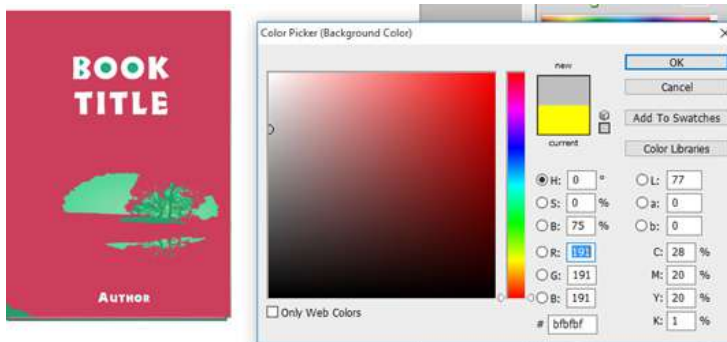 BOOK
TITLE
AUTHOR
Color Picker (Background Color)
new
current
OK
Cancel
Add To Swatches
Color Libraries
H: 0 °
S: 0 %
B: 75 %
R: 191
G: 191
B: 191
# bfbfbf
L: 77
a: 0
b: 0
C: 28 %
M: 20 %
Y: 20 %
K: 1 %
Only Web Colors